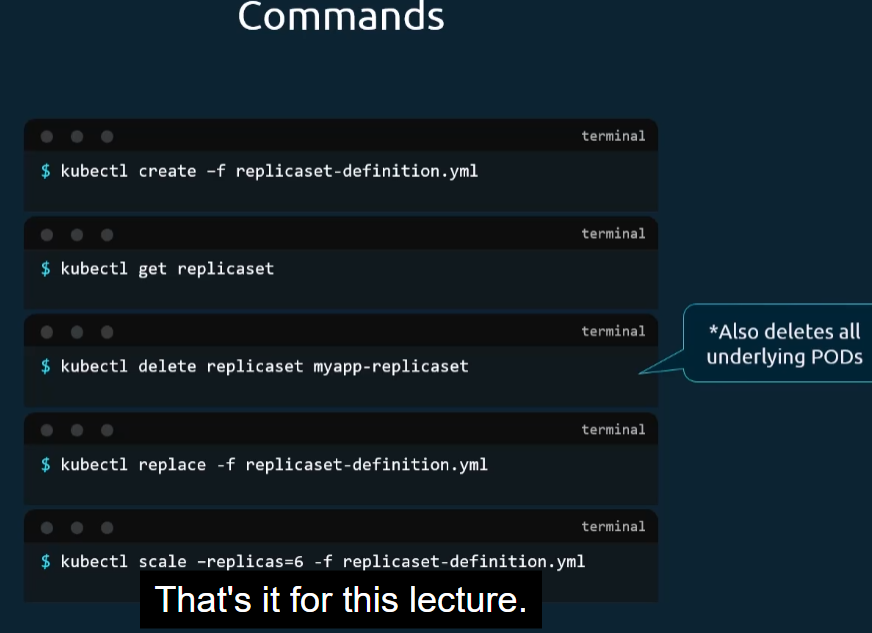 Commands
terminal
$ kubectl create –f replicaset-definition.yml
terminal
$ kubectl get replicaset
terminal
$ kubectl delete replicaset myapp-replicaset
*Also deletes all
underlying PODs
terminal
$ kubectl replace -f replicaset-definition.yml
terminal
$ kubectl scale –replicas=6 -f replicaset-definition.yml
That's it for this lecture.